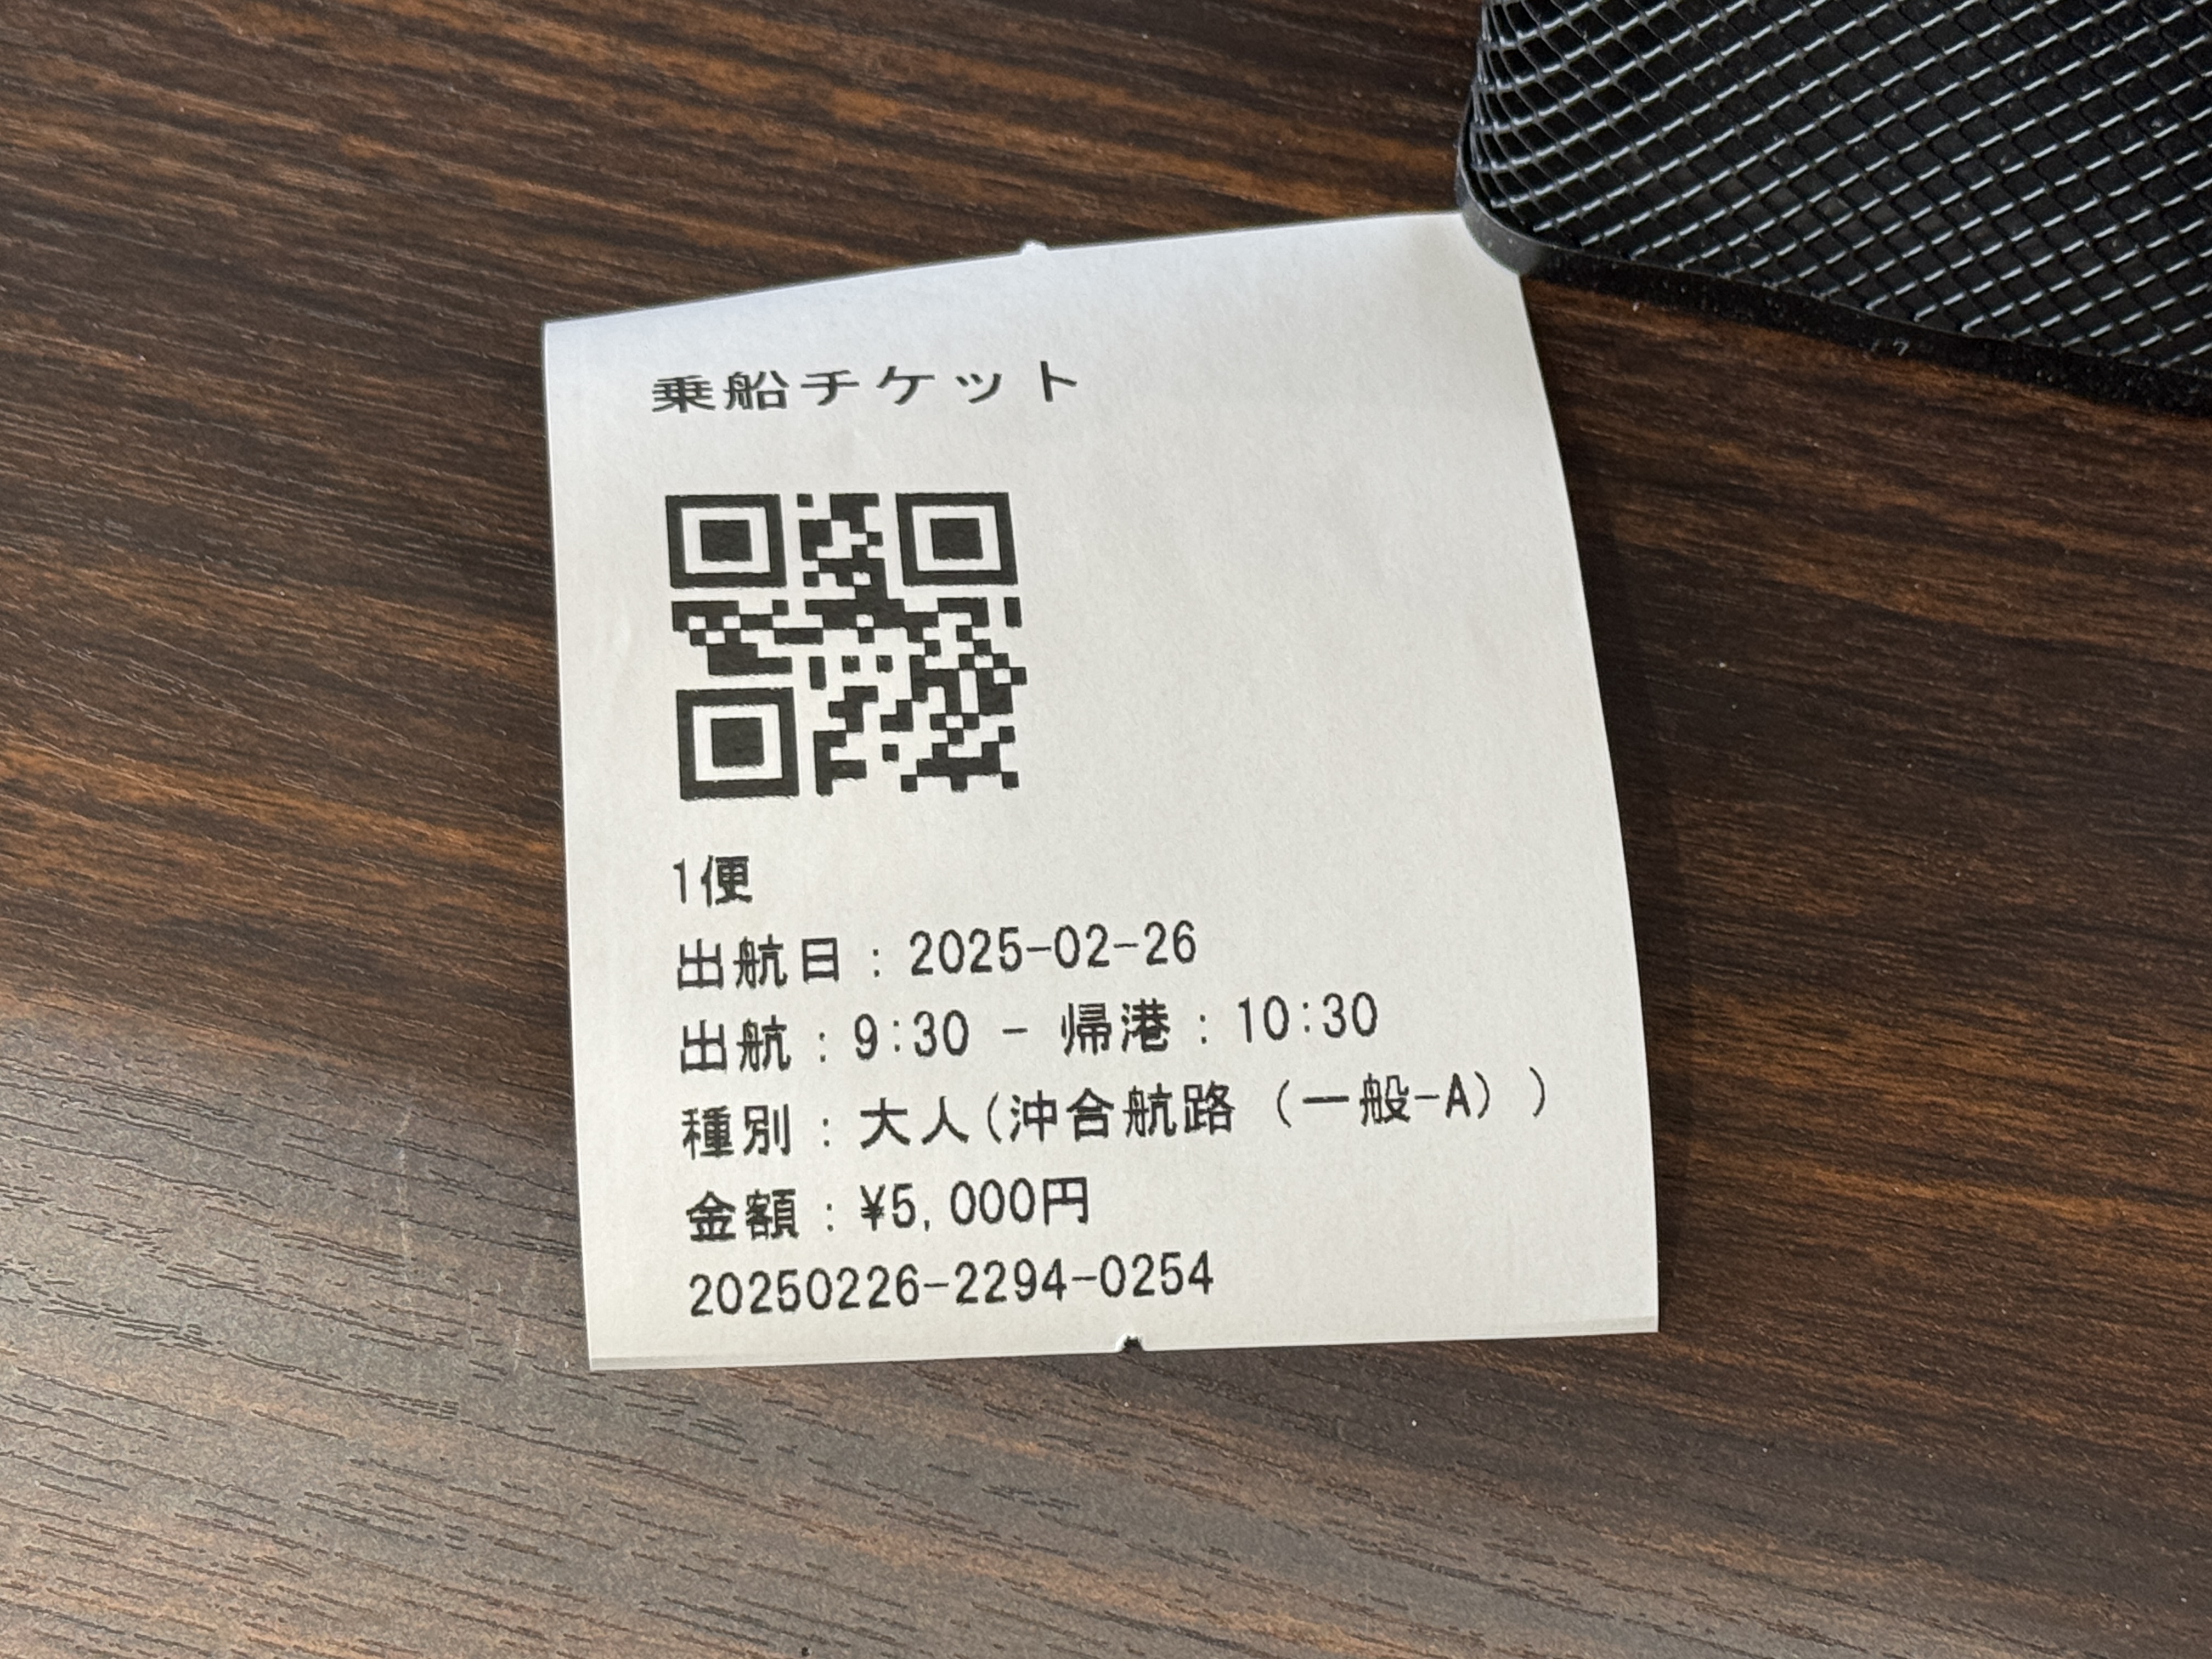 乗船チケット
1便
出航日：2025-02-26
出航：9:30 - 帰港：10:30
種別：大人(沖合航路（一般-A）)
金額：¥5,000円
20250226-2294-0254